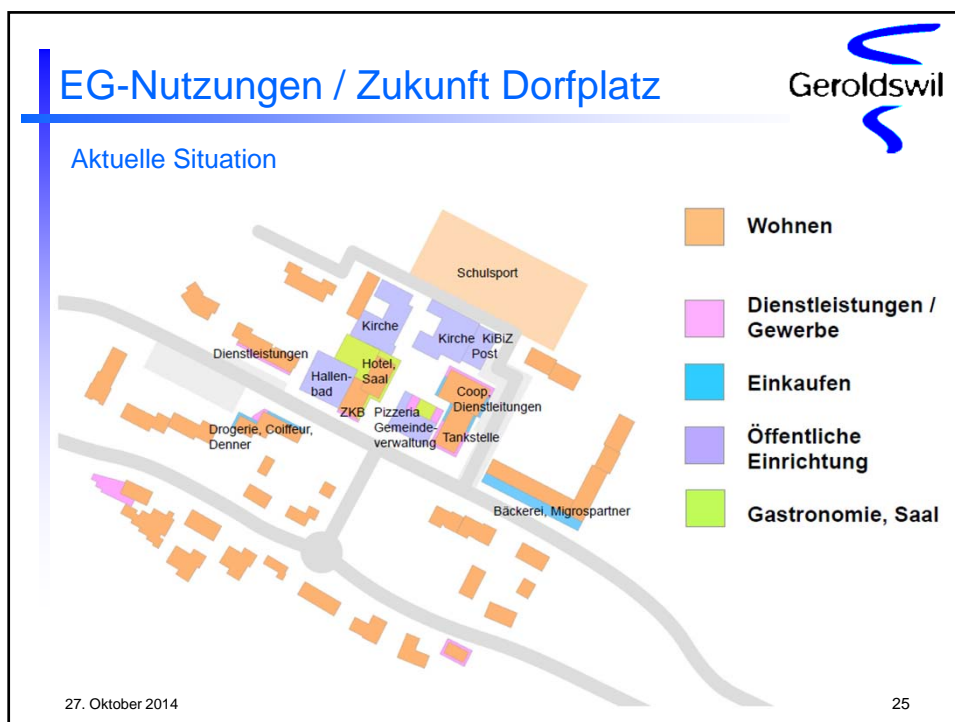 EG-Nutzungen / Zukunft Dorfplatz
Geroldswil
Aktuelle Situation
Schulsport
Kirche
Kirche KiBiZ
Post
Dienstleistungen
Hotel,
Saal
Hallen-
bad
Coop,
Dienstleitungen
ZKB
Pizzeria
Gemeinde-
verwaltung
Tankstelle
Drogerie, Coiffeur,
Denner
Bäckerei, Migrospartner
Wohnen
Dienstleistungen /
Gewerbe
Einkaufen
Öffentliche
Einrichtung
Gastronomie, Saal
27. Oktober 2014
25